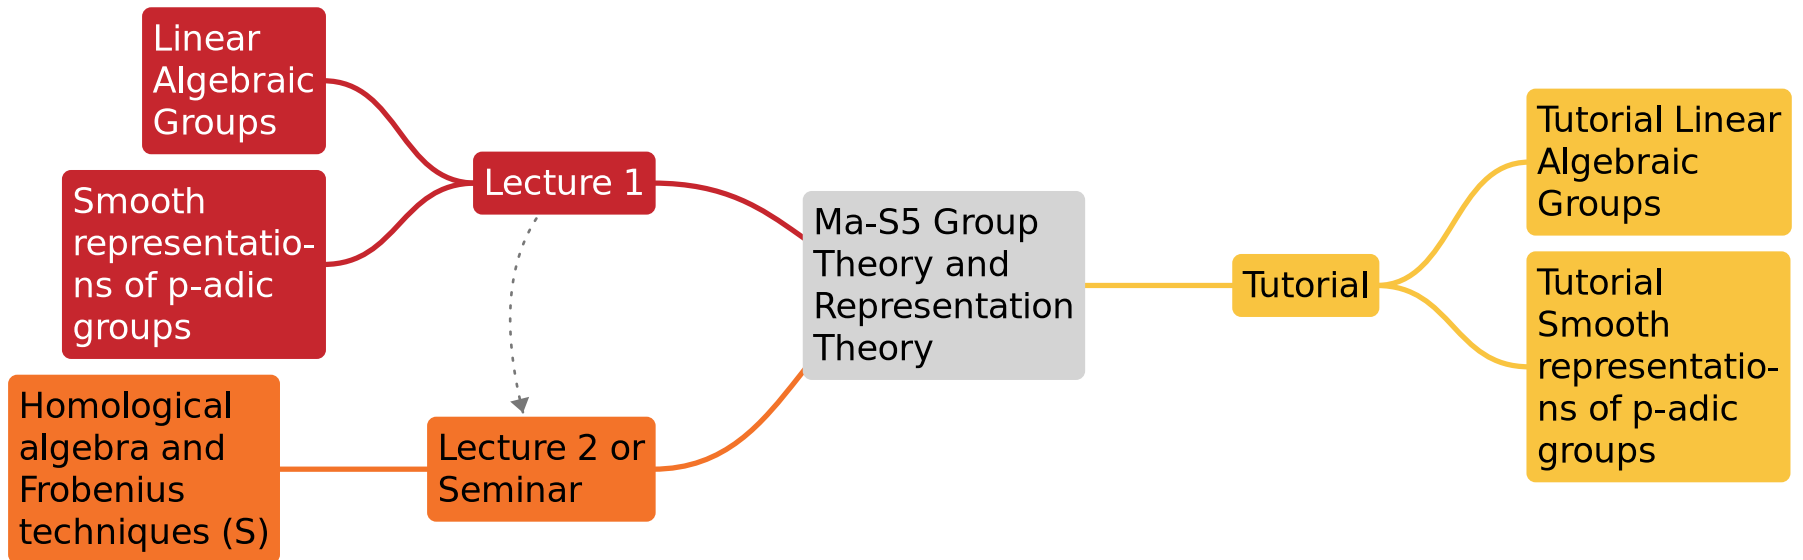 Linear
Algebraic
Groups
Smooth
representatio-
ns of p-adic
groups
Homological
algebra and
Frobenius
techniques (S)
Lecture 1
Lecture 2 or
Seminar
Ma-S5 Group
Theory and
Representation
Theory
Tutorial
Tutorial Linear
Algebraic
Groups
Tutorial
Smooth
representatio-
ns of p-adic
groups